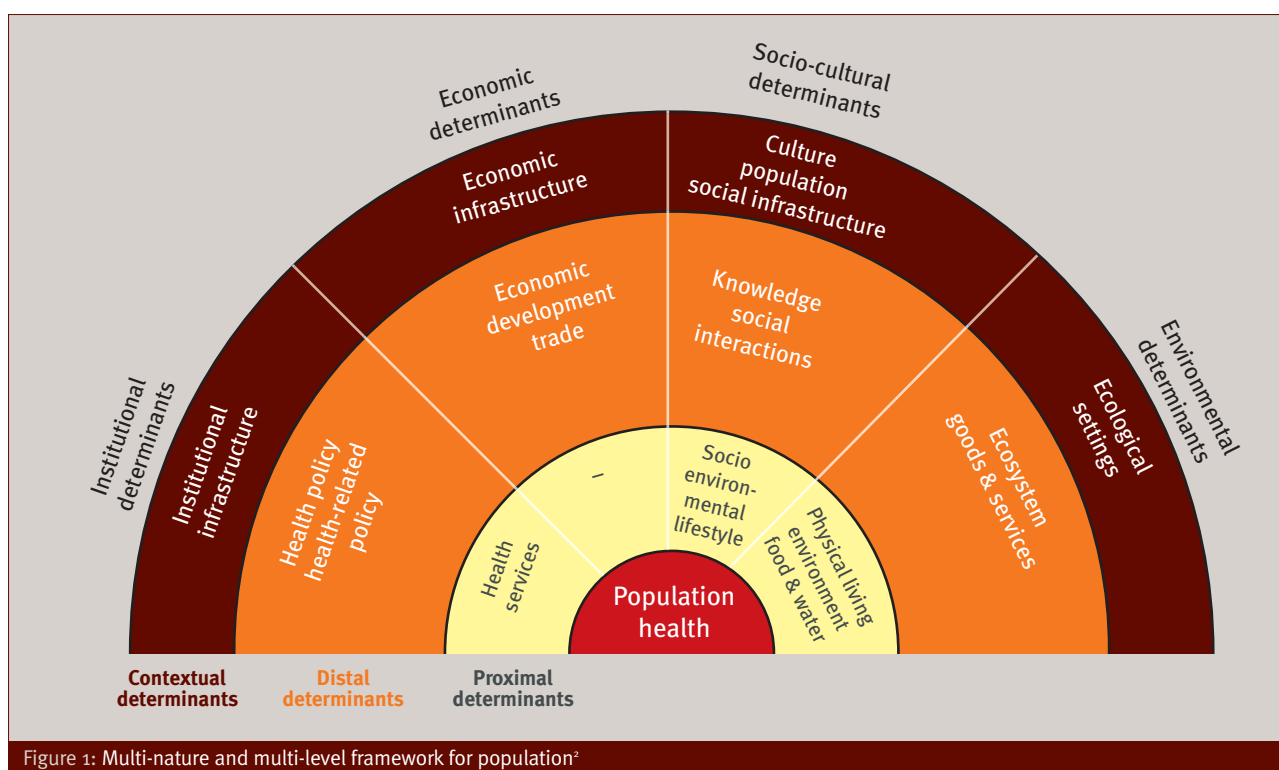 Economic
determinants
Socio-cultural
determinants
Institutional
determinants
Environmental
determinants
Economic
infrastructure
Culture
population
social infrastructure
Institutional
infrastructure
Ecological
settings
Economic
development
trade
Knowledge
social
interactions
Health policy
health-related
policy
Ecosystem
goods & services
–
Socio
environ-
mental
lifestyle
Health
services
Physical living
environment
food & water
Population
health
Contextual
determinants
Distal
determinants
Proximal
determinants
Figure 1: Multi-nature and multi-level framework for population²